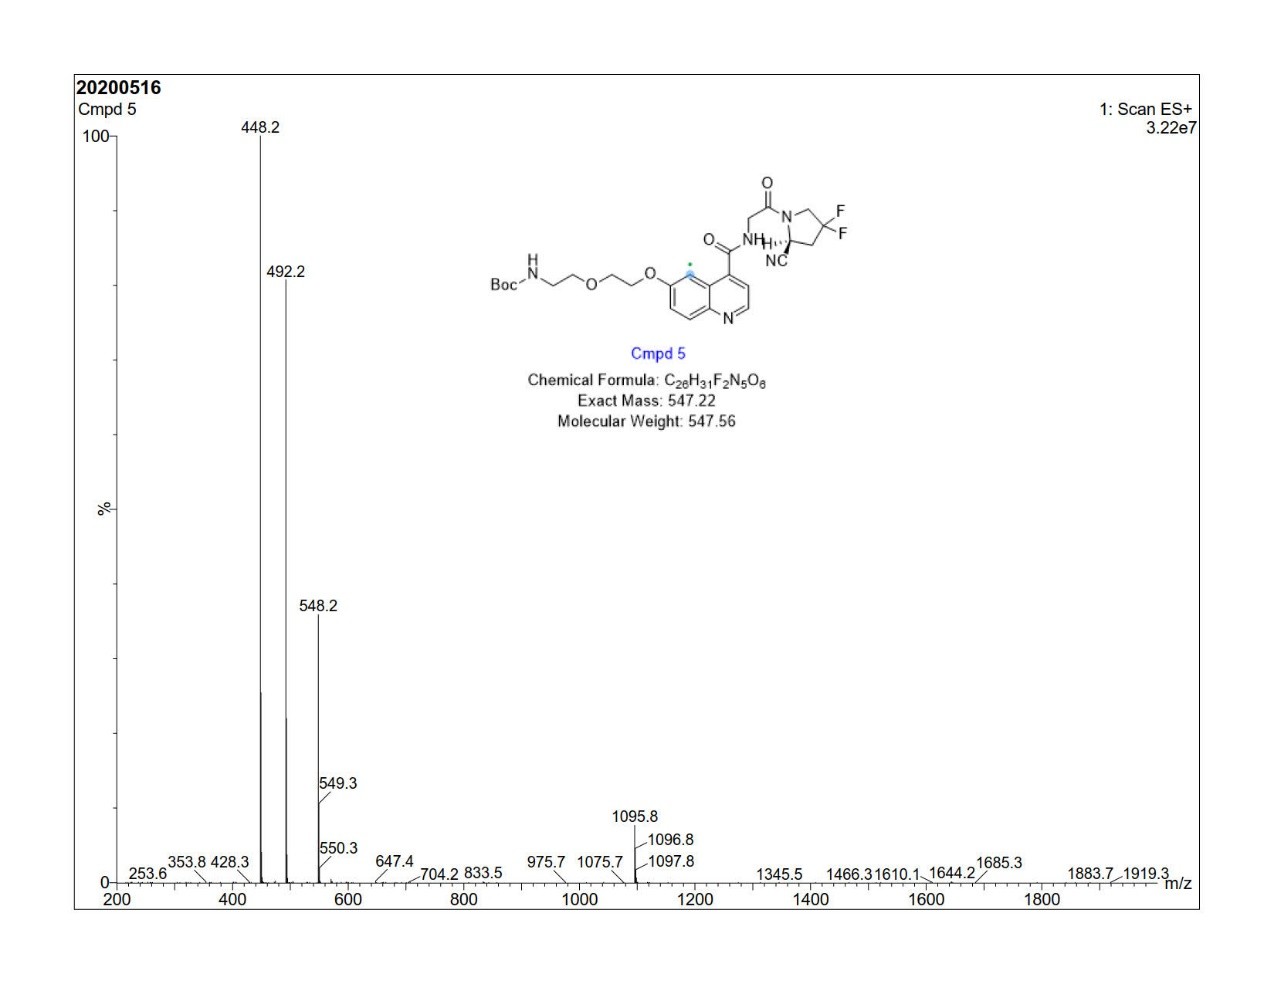 20200516
Cmpd 5
1: Scan ES+
3.22e7
448.2
100
492.2
O
N
F
F
O
NH
H
NC
H
N
Boc
O
O
N
Cmpd 5
Chemical Formula: C26H31F2N5O6
Exact Mass: 547.22
Molecular Weight: 547.56
%
548.2
549.3
550.3
1095.8
1096.8
1097.8
0
253.6 353.8 428.3 647.4 704.2 833.5 975.7 1075.7 1345.5 1466.3 1610.1 1644.2 1685.3 1883.7 1919.3
m/z
200 400 600 800 1000 1200 1400 1600 1800